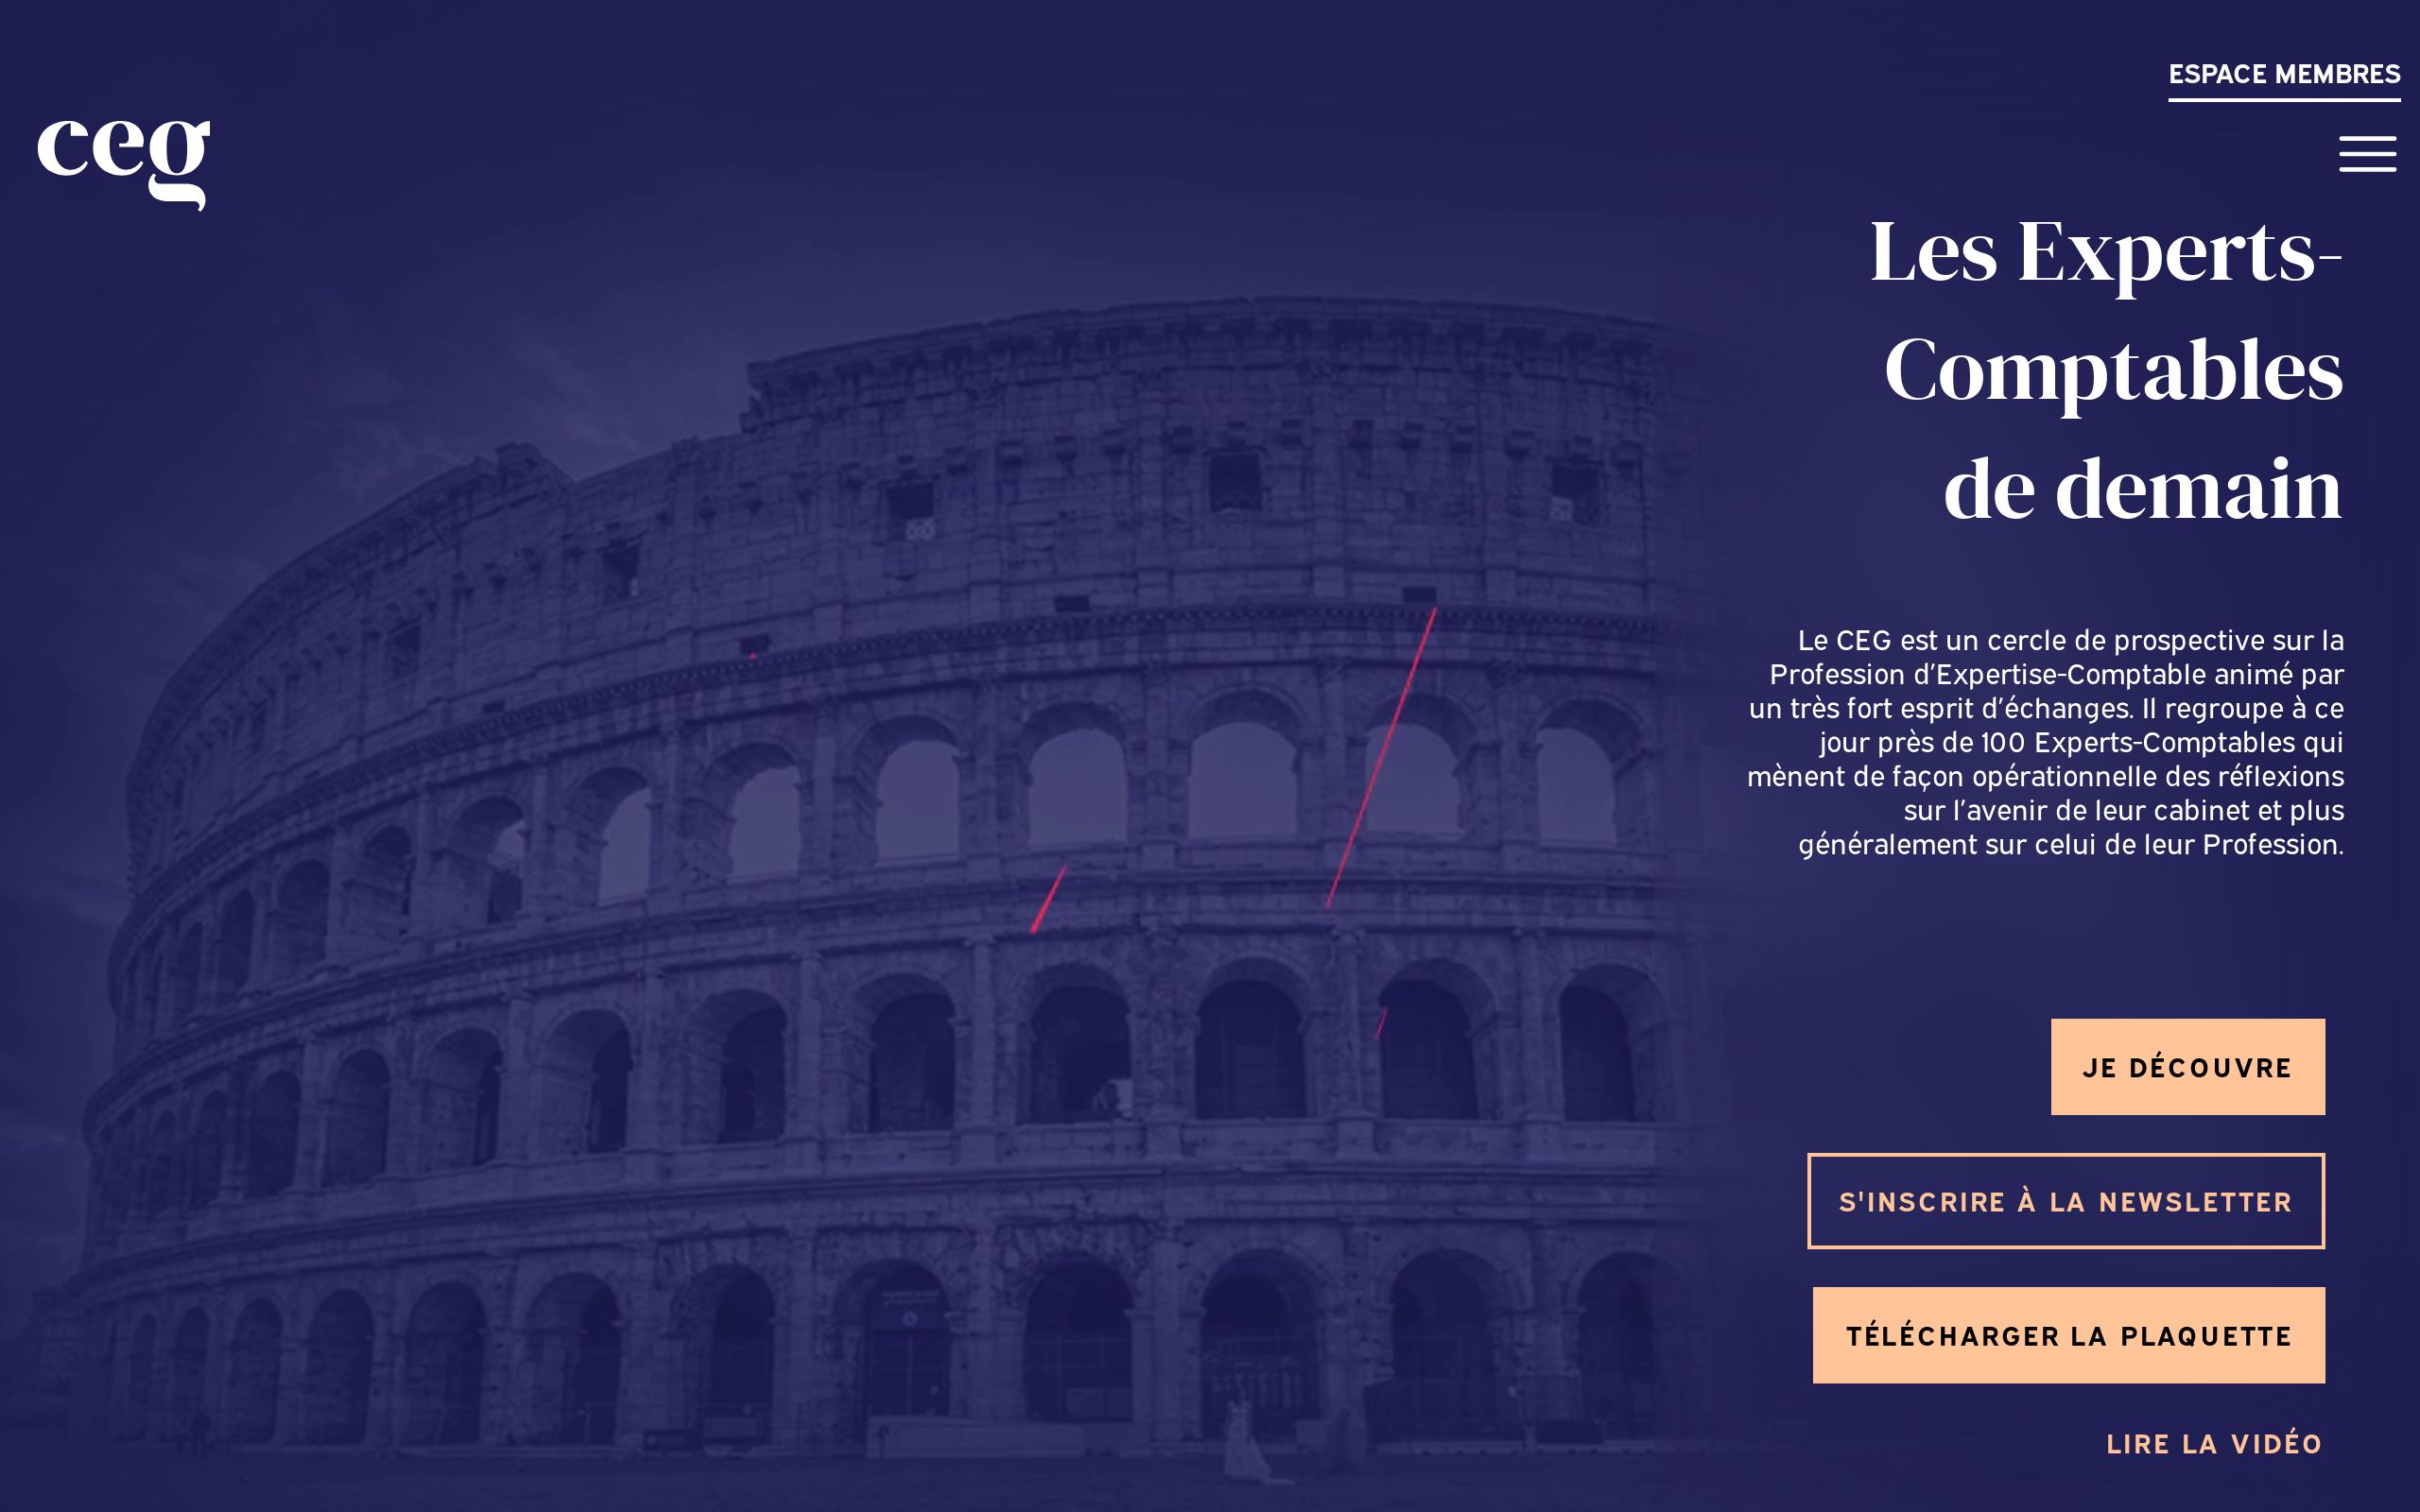 ESPACE MEMBRES
ceg
Les Experts-
Comptables
de demain
Le CEG est un cercle de prospective sur la
Profession d’Expertise-Comptable animé par
un très fort esprit d’échanges. Il regroupe à ce
jour près de 100 Experts-Comptables qui
mènent de façon opérationnelle des réflexions
sur l’avenir de leur cabinet et plus
généralement sur celui de leur Profession.
JE DÉCOUVRE
S'INSCRIRE À LA NEWSLETTER
TÉLÉCHARGER LA PLAQUETTE
LIRE LA VIDÉO